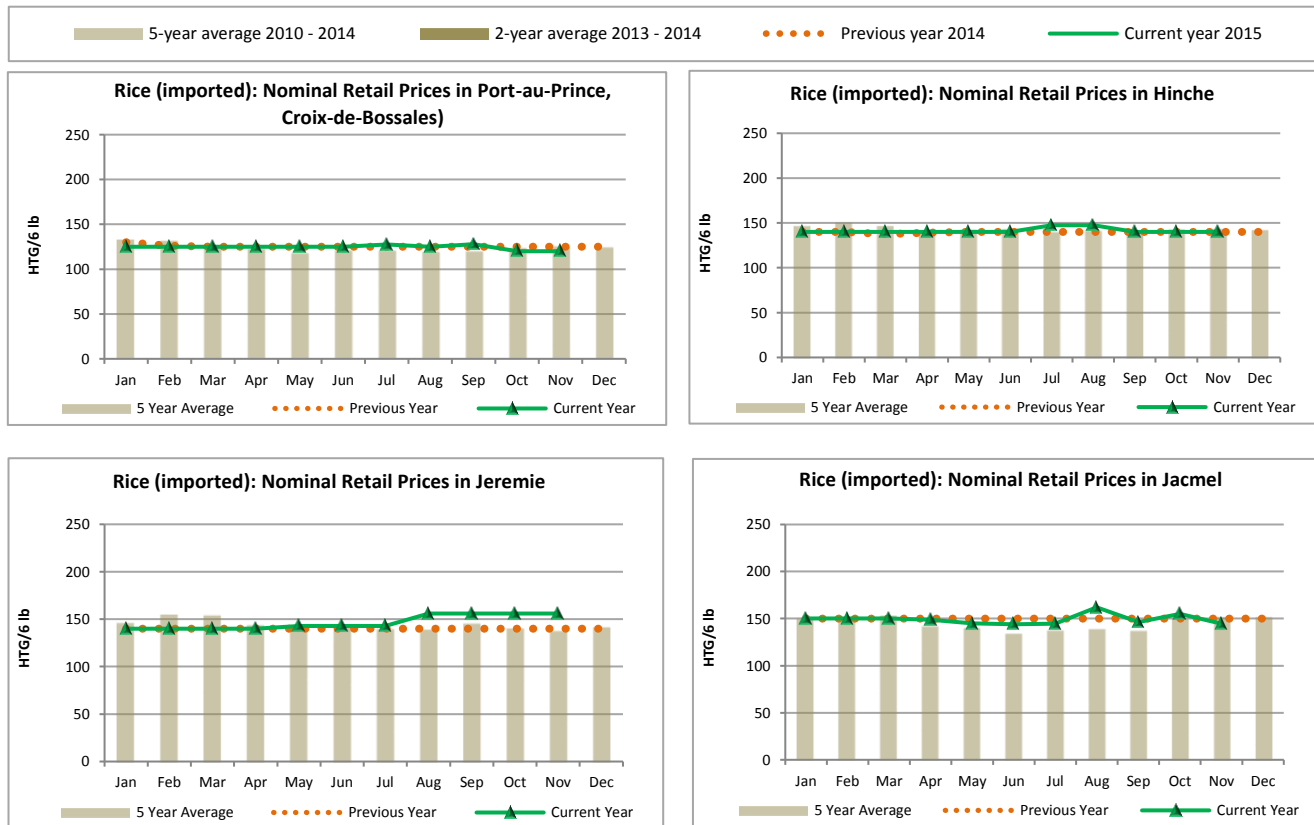 5-year average 2010 - 2014 2-year average 2013 - 2014 Previous year 2014 Current year 2015
Rice (imported): Nominal Retail Prices in Port-au-Prince,
Croix-de-Bossales)
HTG/6 lb
250
200
150
100
50
0
Jan Feb Mar Apr May Jun Jul Aug Sep Oct Nov Dec
5 Year Average Previous Year Current Year
Rice (imported): Nominal Retail Prices in Hinche
HTG/6 lb
250
200
150
100
50
0
Jan Feb Mar Apr May Jun Jul Aug Sep Oct Nov Dec
5 Year Average Previous Year Current Year
Rice (imported): Nominal Retail Prices in Jeremie
HTG/6 lb
250
200
150
100
50
0
Jan Feb Mar Apr May Jun Jul Aug Sep Oct Nov Dec
5 Year Average Previous Year Current Year
Rice (imported): Nominal Retail Prices in Jacmel
HTG/6 lb
250
200
150
100
50
0
Jan Feb Mar Apr May Jun Jul Aug Sep Oct Nov Dec
5 Year Average Previous Year Current Year